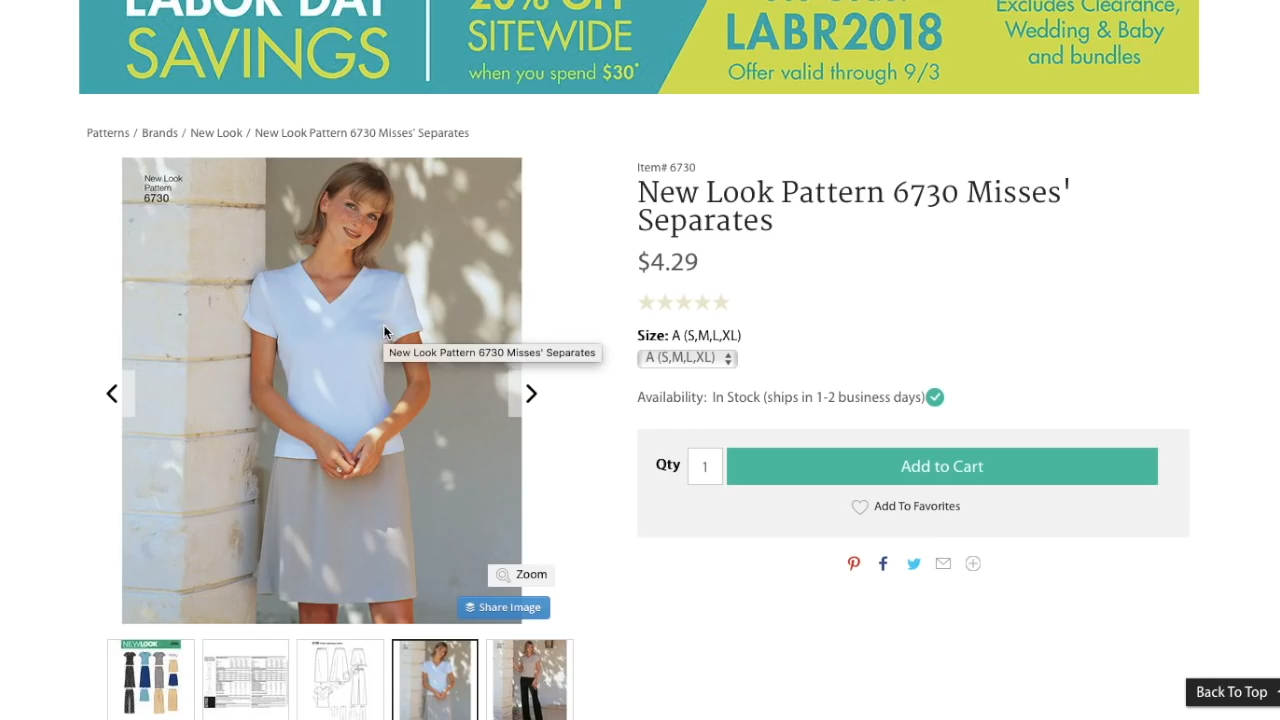 LABOR DAY
SAVINGS
20% OFF
SITEWIDE
when you spend $30*
LABR2018
Offer valid through 9/3
Excludes Clearance,
Wedding & Baby
and bundles
Patterns / Brands / New Look / New Look Pattern 6730 Misses' Separates
New Look
Pattern
6730
New Look Pattern 6730 Misses' Separates
Zoom
Share Image
NEW LOOK
Item# 6730
New Look Pattern 6730 Misses'
Separates
$4.29
Size: A (S,M,L,XL)
A (S,M,L,XL)
Availability: In Stock (ships in 1-2 business days)
Qty 1 Add to Cart
Add To Favorites
Back To Top